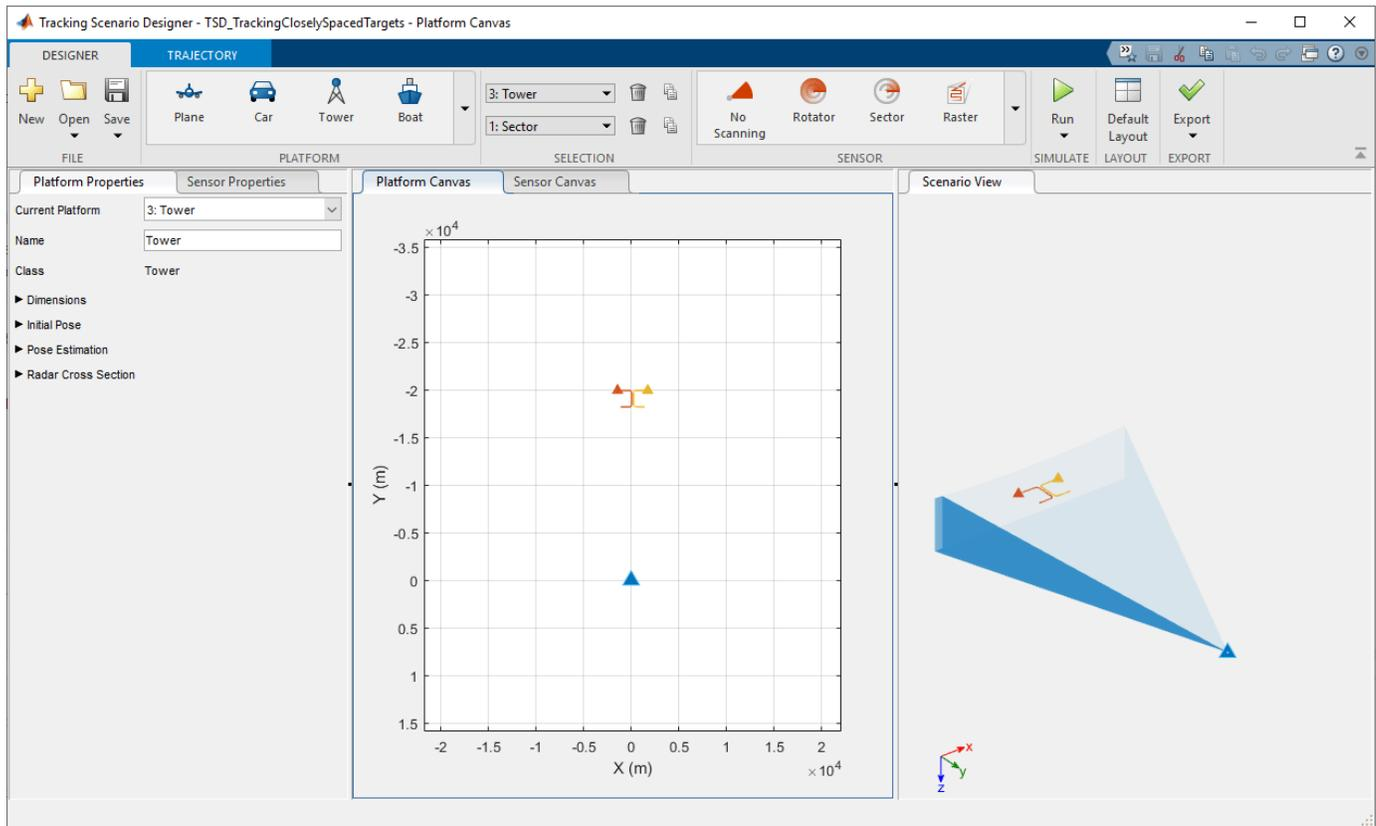 Tracking Scenario Designer - TSD_TrackingCloselySpacedTargets - Platform Canvas
DESIGNER TRAJECTORY
New Open Save
Plane Car Tower Boat
3: Tower
1: Sector
No Scanning Rotator Sector Raster
Run
Default Layout
Export
FILE PLATFORM SELECTION SENSOR SIMULATE LAYOUT EXPORT
Platform Properties Sensor Properties
Current Platform 3: Tower
Name Tower
Class Tower
Dimensions
Initial Pose
Pose Estimation
Radar Cross Section
Platform Canvas Sensor Canvas
×10^4
-3.5
-3
-2.5
-2
-1.5
-1
-0.5
0
0.5
1
1.5
Y (m)
-2 -1.5 -1 -0.5 0 0.5 1 1.5 2
X (m)
×10^4
Scenario View
x
y
z